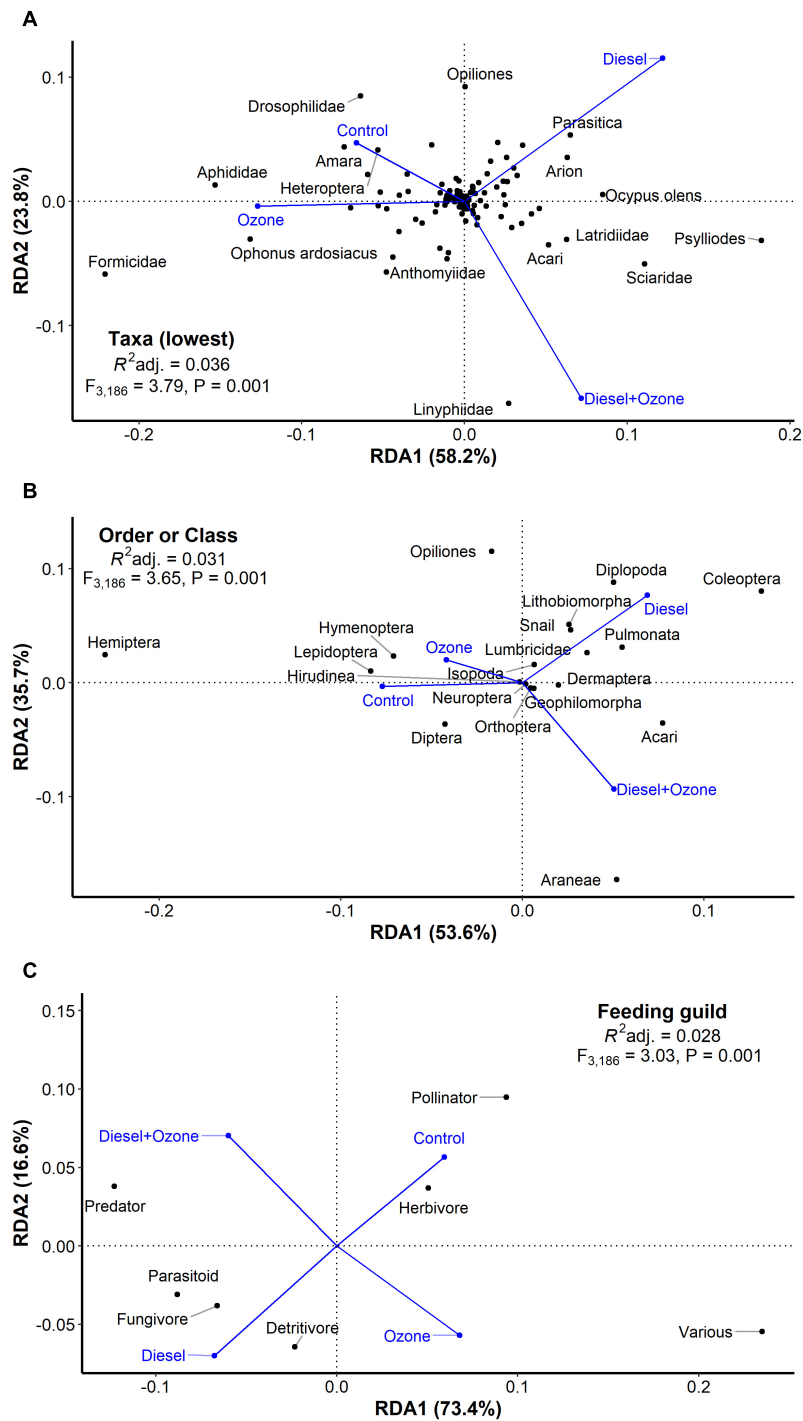 A
Diesel
Opiliones
0.1
Drosophilidae
Parasitica
Control
Amara
Arion
Aphididae
Heteroptera
Ocypus olens
0.0
Ozone
Latridiidae
Psylliodes
Ophonus ardosiacus
Acari
Formicidae
Anthomyiidae
Sciaridae
-0.1
Taxa (lowest)
R²adj. = 0.036
F3,186 = 3.79, P = 0.001
Linyphiidae
Diesel+Ozone
RDA2 (23.8%)
-0.2 -0.1 0.0 0.1 0.2
RDA1 (58.2%)
B
Order or Class
R²adj. = 0.031
F3,186 = 3.65, P = 0.001
Opiliones
0.1
Diplopoda
Coleoptera
Lithobiomorpha
Diesel
Snail
Hymenoptera
Pulmonata
Hemiptera
Ozone
Lumbricidae
Lepidoptera
Isopoda
Hirudinea
Dermaptera
0.0
Control
Neuroptera
Geophilomorpha
Orthoptera
Diptera
Acari
Diesel+Ozone
-0.1
Araneae
RDA2 (35.7%)
-0.2 -0.1 0.0 0.1
RDA1 (53.6%)
C
0.15
Feeding guild
R²adj. = 0.028
F3,186 = 3.03, P = 0.001
0.10
Pollinator
Diesel+Ozone
Control
0.05
Predator
Herbivore
0.00
Parasitoid
Fungivore
-0.05
Detritivore
Ozone
Various
Diesel
RDA2 (16.6%)
-0.1 0.0 0.1 0.2
RDA1 (73.4%)